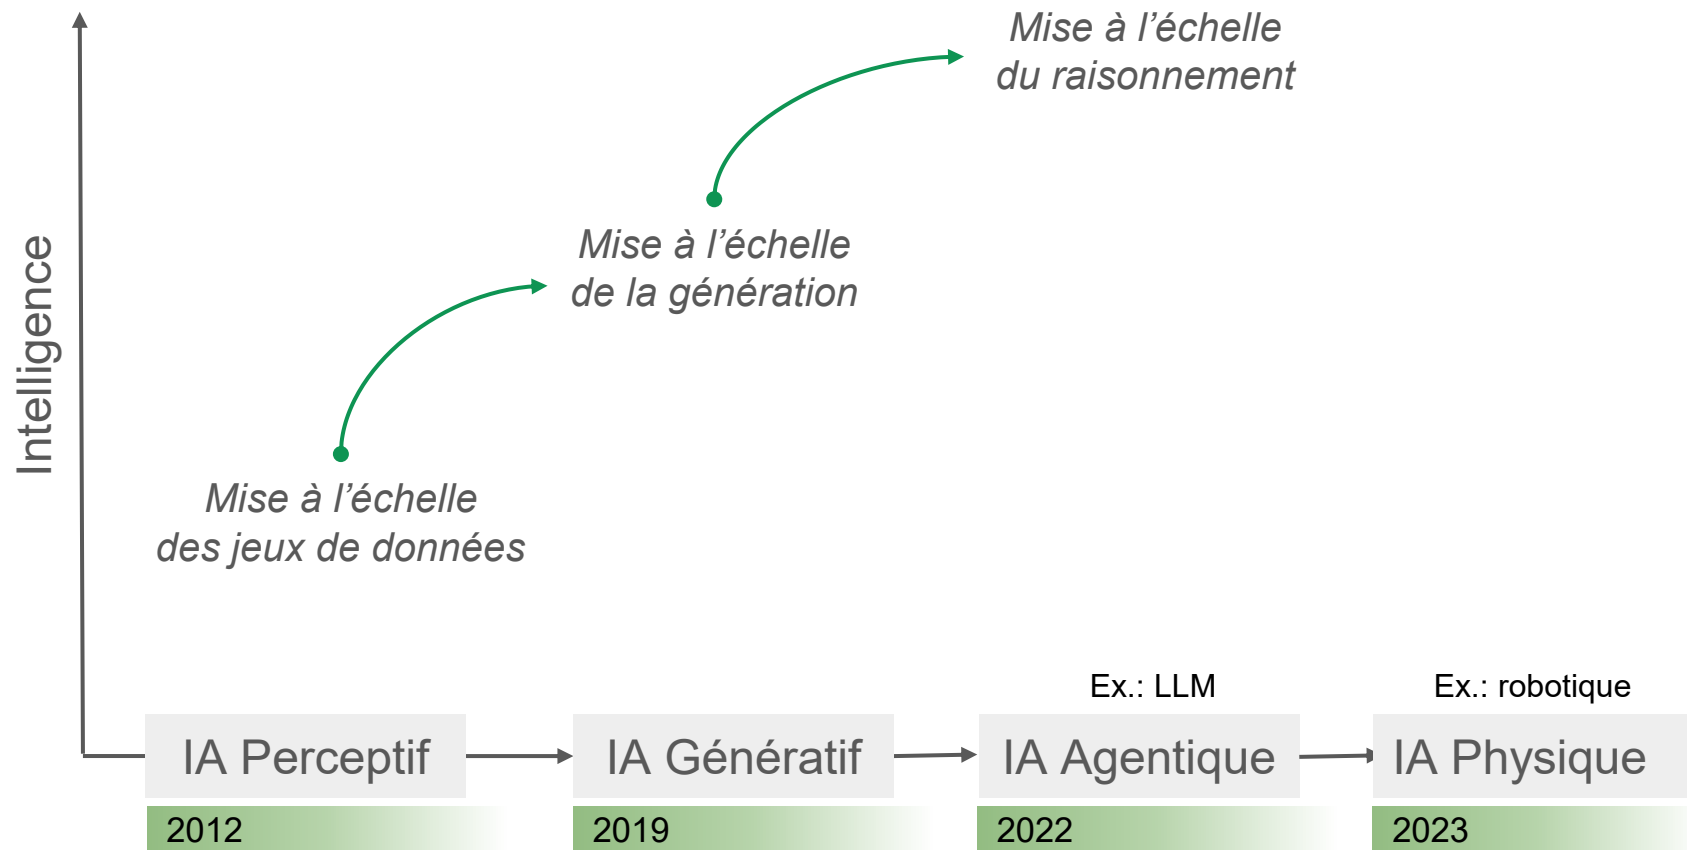 Mise à l’échelle
du raisonnement
Mise à l’échelle
de la génération
Intelligence
Mise à l’échelle
des jeux de données
Ex.: LLM
Ex.: robotique
IA Perceptif
IA Génératif
IA Agentique
IA Physique
2012
2019
2022
2023